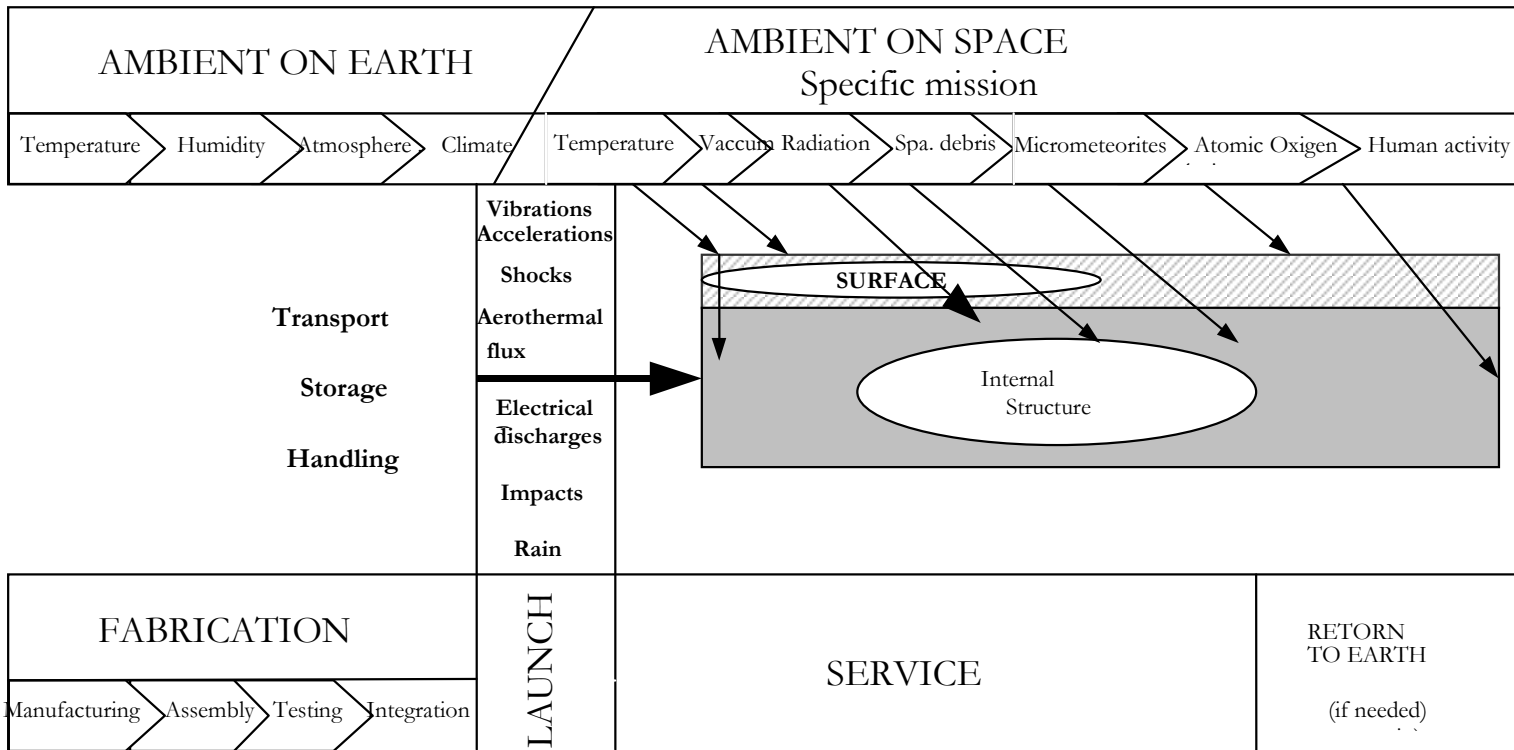 AMBIENT ON EARTH
AMBIENT ON SPACE
Specific mission
Temperature
Humidity
Atmosphere
Climate
Temperature
Vaccum
Radiation
Spa. debris
Micrometeorites
Atomic Oxigen
Human activity
Vibrations
Accelerations
Shocks
Aerothermal
flux
Electrical
discharges
Impacts
Rain
Transport
Storage
Handling
SURFACE
Internal
Structure
FABRICATION
Manufacturing
Assembly
Testing
Integration
LAUNCH
SERVICE
RETORN
TO EARTH
(if needed)